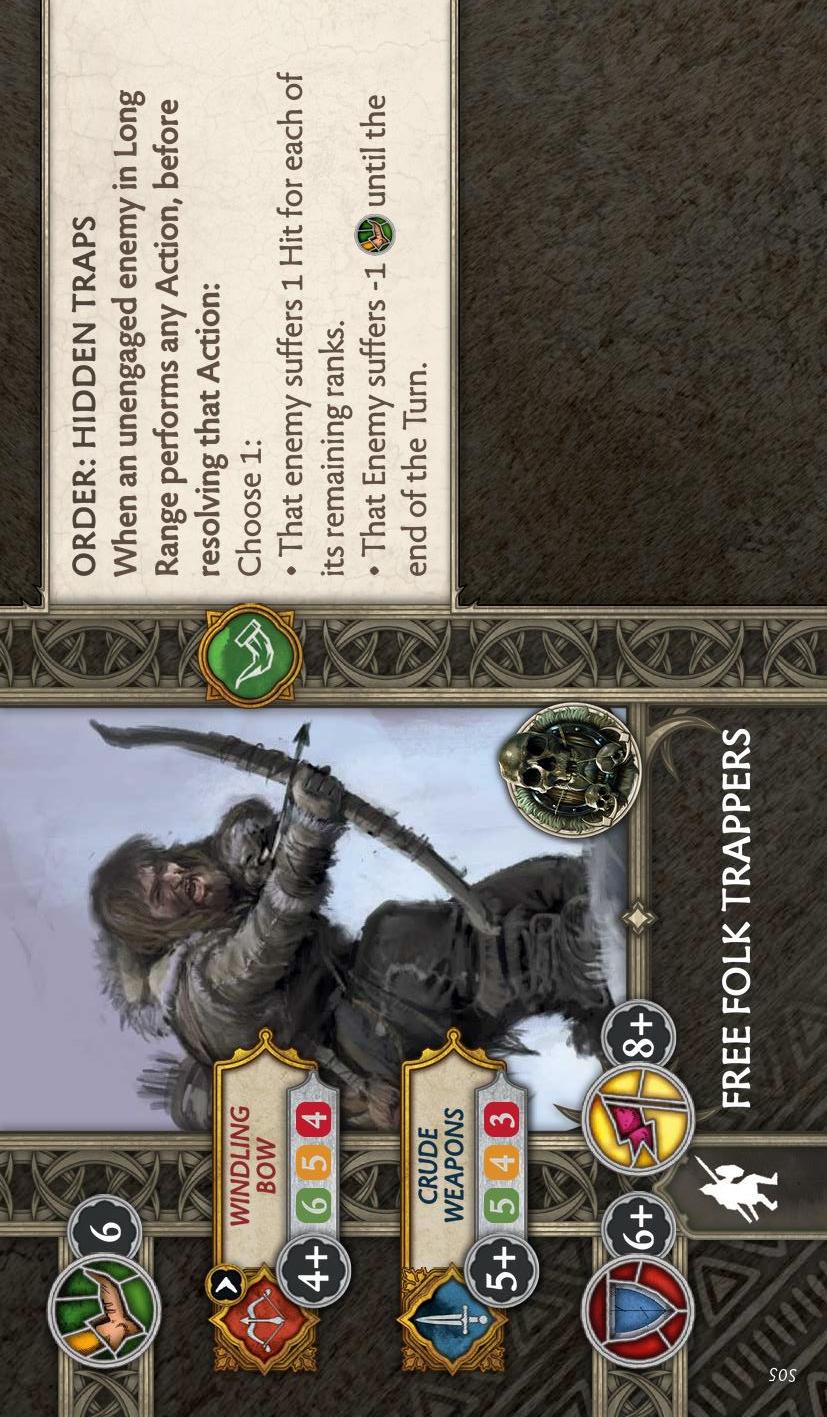 6
WINDLING
BOW
4+
6 5 4
CRUDE
WEAPONS
5+
5 4 3
6+
8+
FREE FOLK TRAPPERS
S05
ORDER: HIDDEN TRAPS
When an unengaged enemy in Long
Range performs any Action, before
resolving that Action:
Choose 1:
• That enemy suffers 1 Hit for each of
its remaining ranks.
• That Enemy suffers -1 until the
end of the Turn.